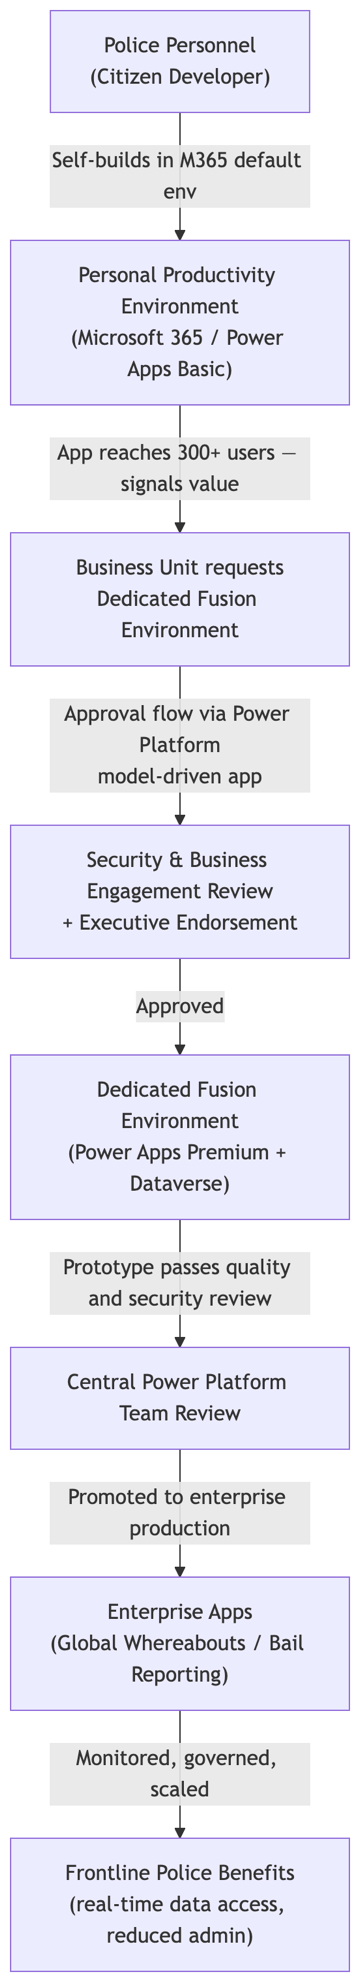 Police Personnel
(Citizen Developer)
Self-builds in M365 default
env
Personal Productivity
Environment
(Microsoft 365 / Power
Apps Basic)
App reaches 300+ users —
signals value
Business Unit requests
Dedicated Fusion
Environment
Approval flow via Power
Platform
model-driven app
Security & Business
Engagement Review
+ Executive Endorsement
Approved
Dedicated Fusion
Environment
(Power Apps Premium +
Dataverse)
Prototype passes quality
and security review
Central Power Platform
Team Review
Promoted to enterprise
production
Enterprise Apps
(Global Whereabouts / Bail
Reporting)
Monitored, governed,
scaled
Frontline Police Benefits
(real-time data access,
reduced admin)